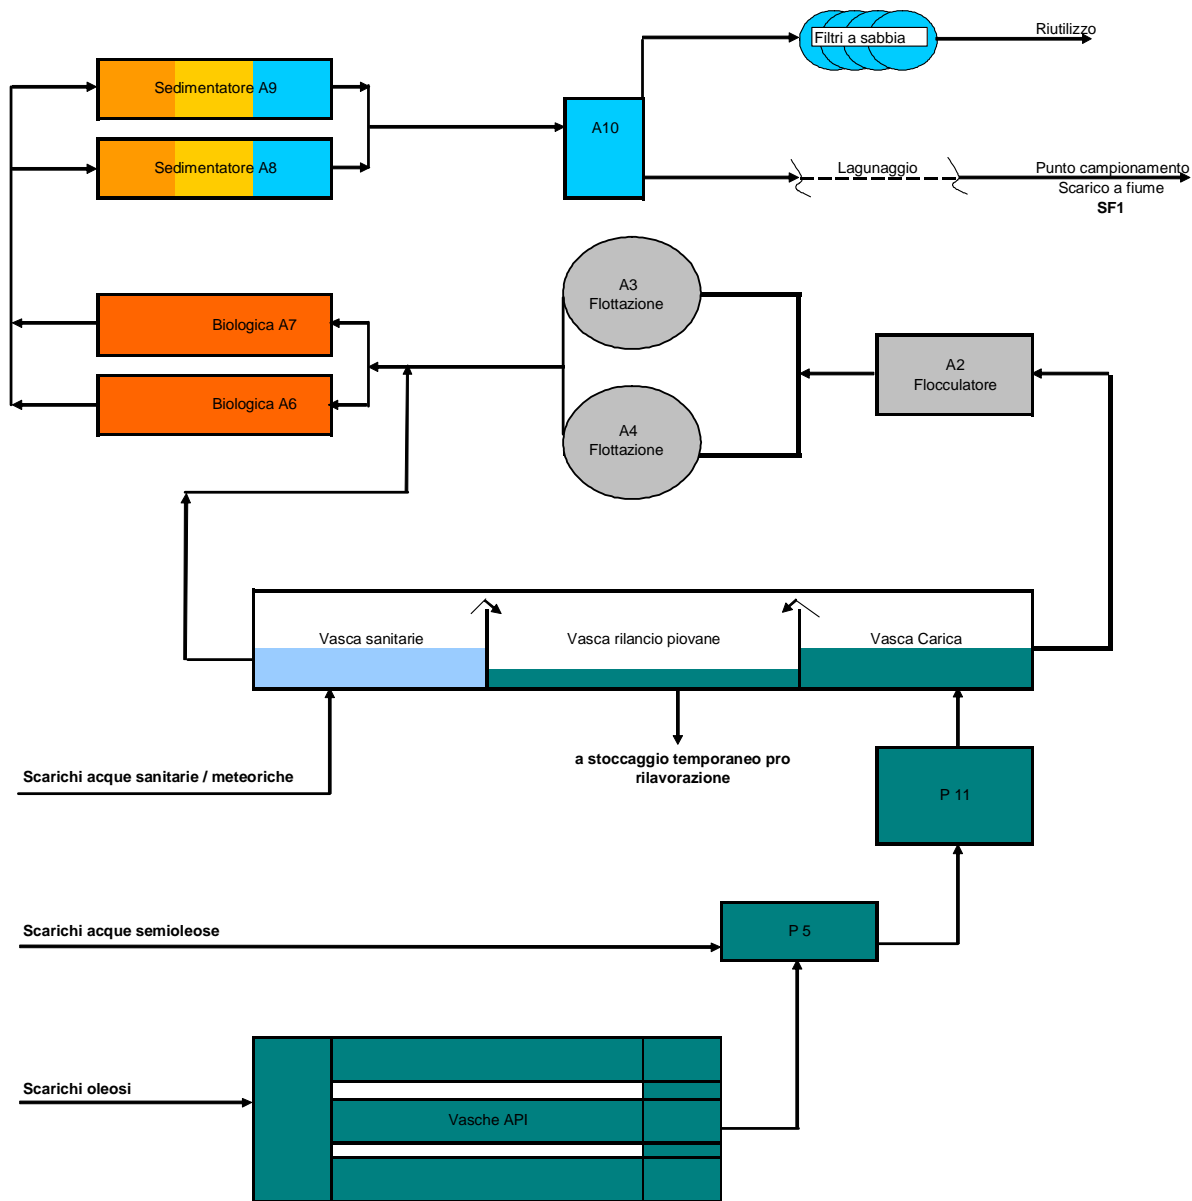 Filtri a sabbia
Riutilizzo
Sedimentatore A9
A10
Sedimentatore A8
Lagunaggio
Punto campionamento
Scarico a fiume
SF1
A3
Flottazione
Biologica A7
A2
Flocculatore
Biologica A6
A4
Flottazione
Vasca sanitarie
Vasca rilancio piovane
Vasca Carica
a stoccaggio temporaneo pro
rilavorazione
Scarichi acque sanitarie / meteoriche
P 11
Scarichi acque semioleose
P 5
Scarichi oleosi
Vasche API